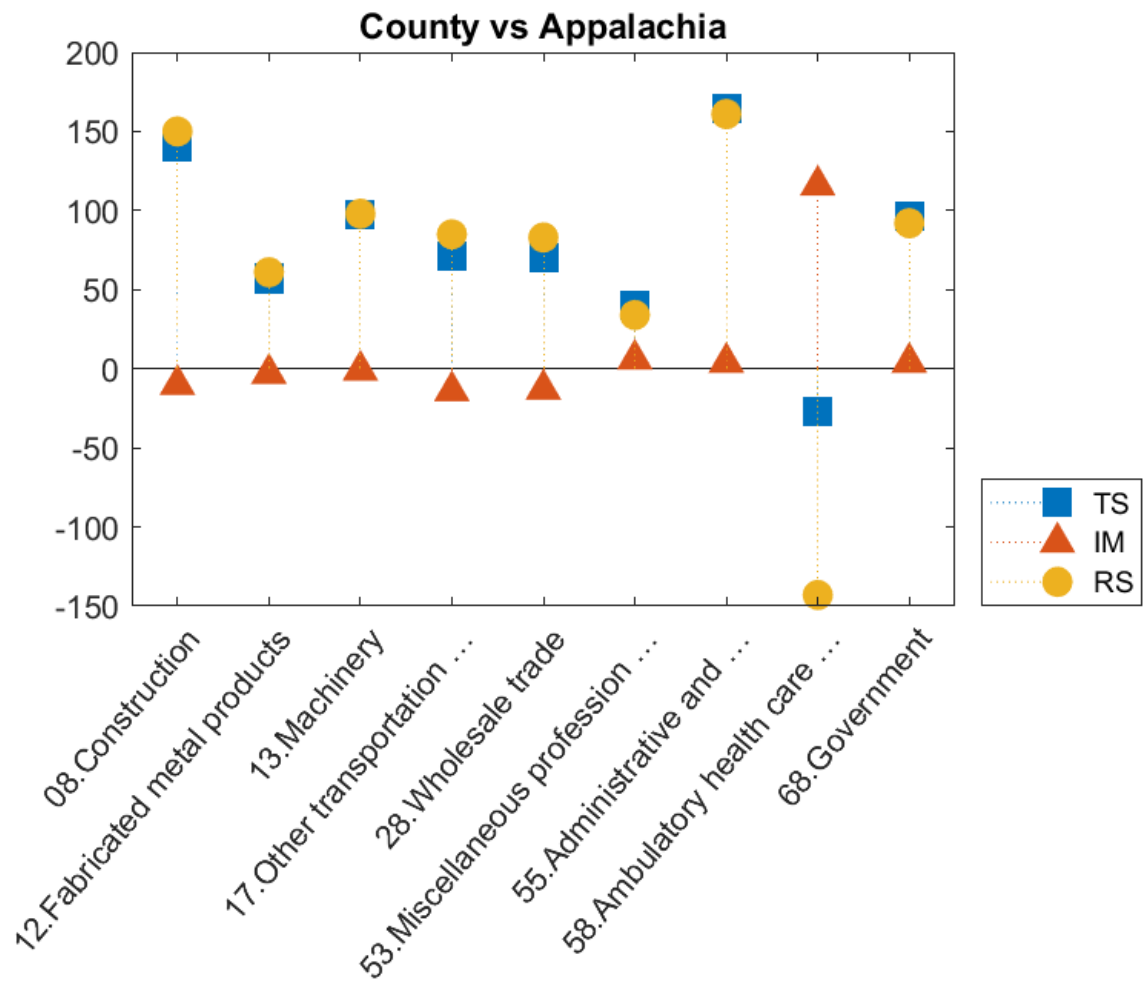 County vs Appalachia
200
150
100
50
0
-50
-100
-150
TS
IM
RS
08.Construction
12.Fabricated metal products
13.Machinery
17.Other transportation ...
28. Wholesale trade
53.Miscellaneous profession ...
55.Administrative and ...
58.Ambulatory health care ...
68.Government